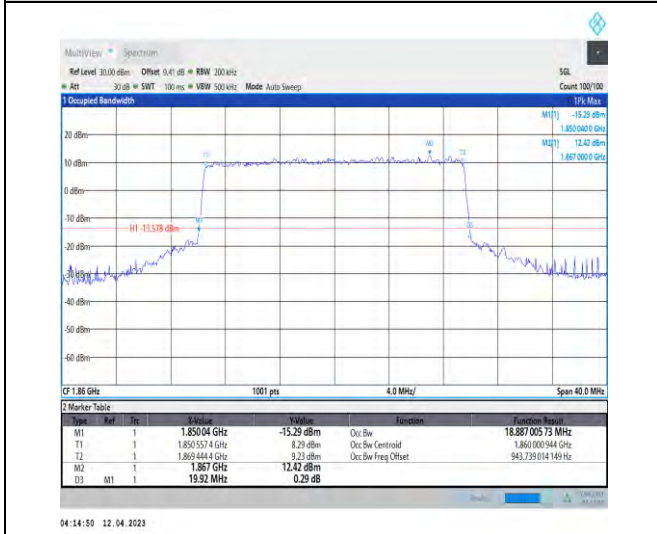 MultiView Spectrum
Ref Level 30.00 dBm Offset 9.41 dB RBW 200 kHz SGL
Att 30 dB SWT 100 ms VBW 500 kHz Mode Auto Sweep Count 100/100
1 Occupied Bandwidth 1Pk Max
M1[1] -15.29 dBm
1.850 040 0 GHz
M2[1] 12.42 dBm
1.867 000 0 GHz
20 dBm
10 dBm
0 dBm
-10 dBm
H1 -13.578 dBm
-20 dBm
-30 dBm
-40 dBm
-50 dBm
-60 dBm
CF 1.86 GHz 1001 pts 4.0 MHz/ Span 40.0 MHz
2 Marker Table
Type Ref Trc X-Value Y-Value Function Function Result
M1 1 1.85004 GHz -15.29 dBm Occ Bw 18.887 005 73 MHz
T1 1 1.850 557 4 GHz 8.29 dBm Occ Bw Centroid 1.860 000 944 GHz
T2 1 1.869 444 4 GHz 9.23 dBm Occ Bw Freq Offset 943.739 014 149 Hz
M2 1 1.867 GHz 12.42 dBm
D3 M1 1 19.92 MHz 0.29 dB
04:14:50 12.04.2023